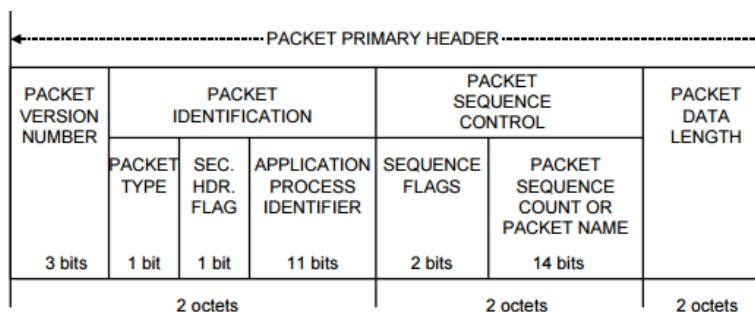 PACKET PRIMARY HEADER
PACKET
VERSION
NUMBER
3 bits
PACKET
IDENTIFICATION
PACKET
TYPE
1 bit
SEC.
HDR.
FLAG
1 bit
APPLICATION
PROCESS
IDENTIFIER
11 bits
PACKET
SEQUENCE
CONTROL
SEQUENCE
FLAGS
2 bits
PACKET
SEQUENCE
COUNT OR
PACKET NAME
14 bits
PACKET
DATA
LENGTH
2 octets
2 octets
2 octets